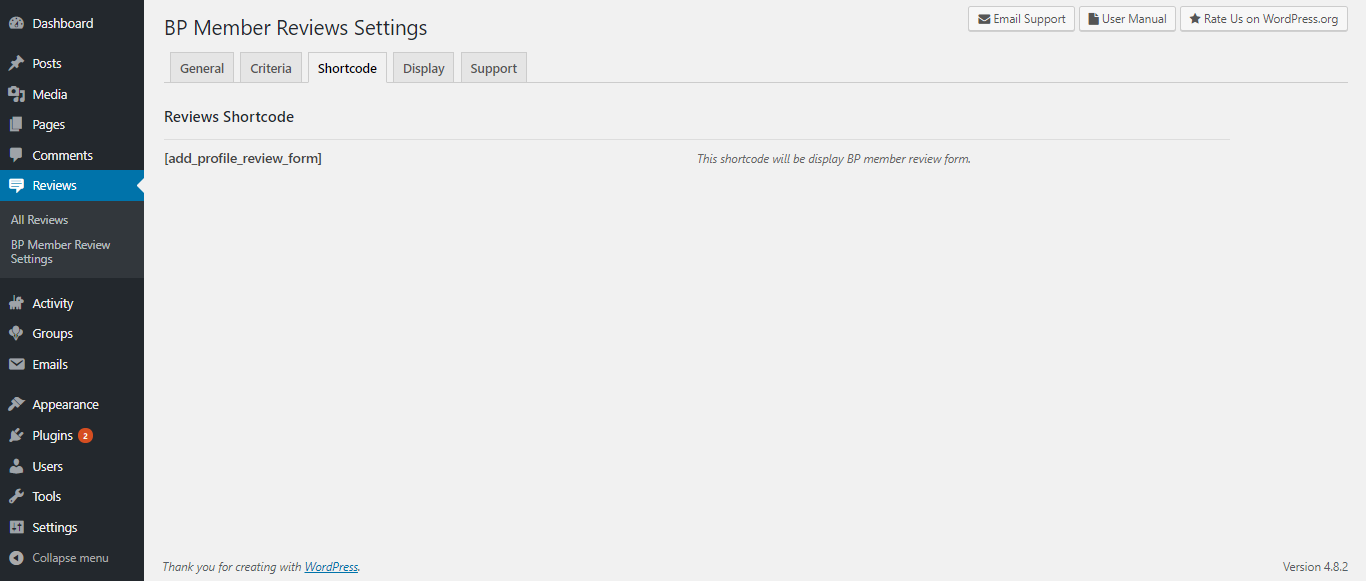 Dashboard
Posts
Media
Pages
Comments
Reviews
All Reviews
BP Member Review
Settings
Activity
Groups
Emails
Appearance
Plugins 2
Users
Tools
Settings
Collapse menu
BP Member Reviews Settings
Email Support User Manual Rate Us on WordPress.org
General Criteria Shortcode Display Support
Reviews Shortcode
[add_profile_review_form] This shortcode will be display BP member review form.
Thank you for creating with WordPress. Version 4.8.2